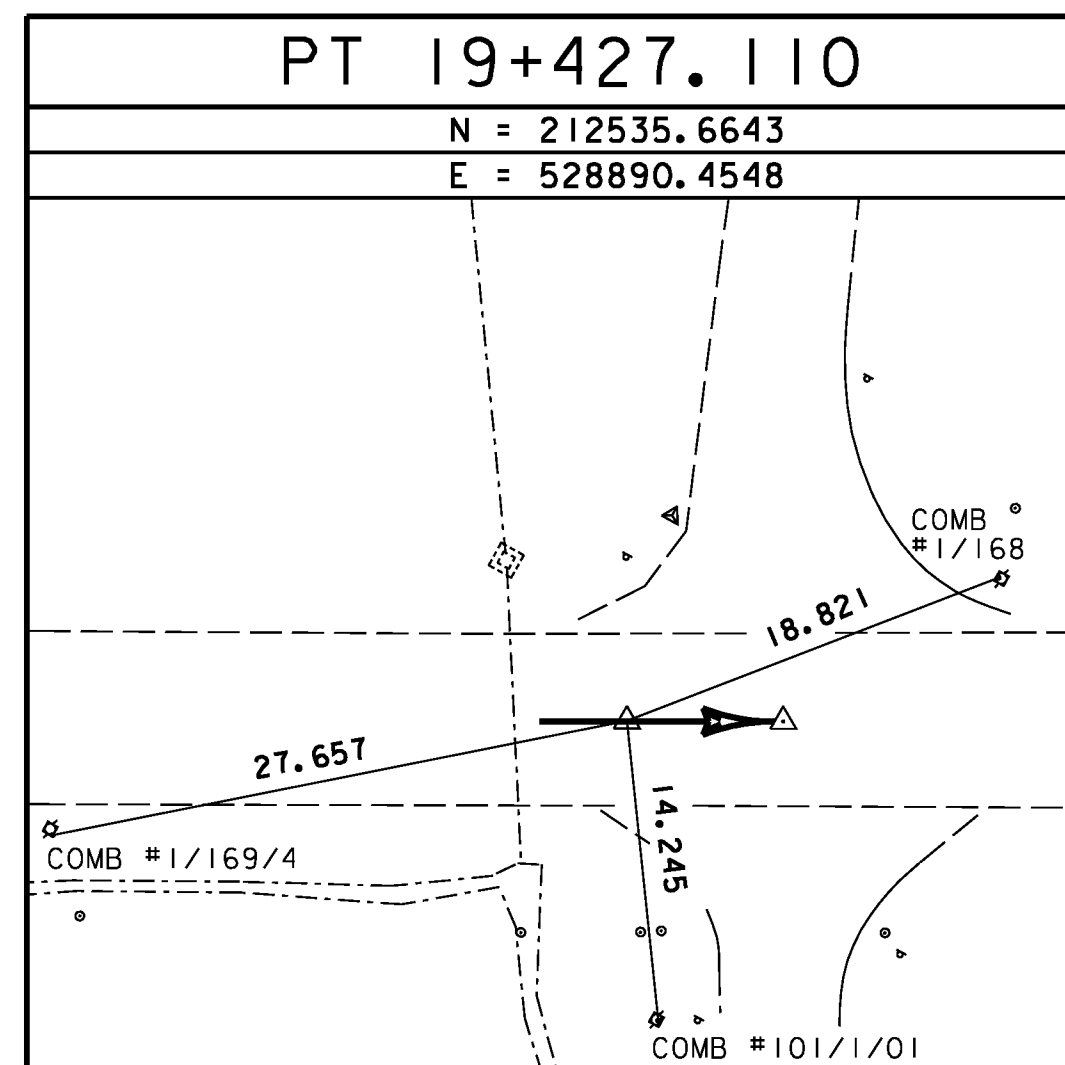 PT 19+427.110
N = 212535.6643
E = 528890.4548
COMB
#1/168
18.821
27.657
14.245
COMB #1/169/4
COMB #101/1/01